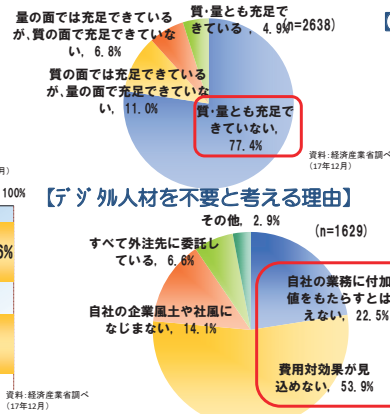 量の面では充足できている
が、質の面で充足できていな
い, 6.8%
質・量とも充足で
きている, 4.9%
(n=2638)
【
質の面では充足できている
が、量の面で充足できていな
い, 11.0%
質・量とも充足で
きていない,
77.4%
資料:経済産業省調べ
(17年12月)
月)
100%
6%
資料:経済産業省調べ
(17年12月)
【デジタル人材を不要と考える理由】
その他, 2.9%
(n=1629)
すべて外注先に委託し
ている, 6.6%
自社の企業風土や社風に
なじまない, 14.1%
自社の業務に付加
値をもたらすとは
えない, 22.5%
費用対効果が見
込めない, 53.9%